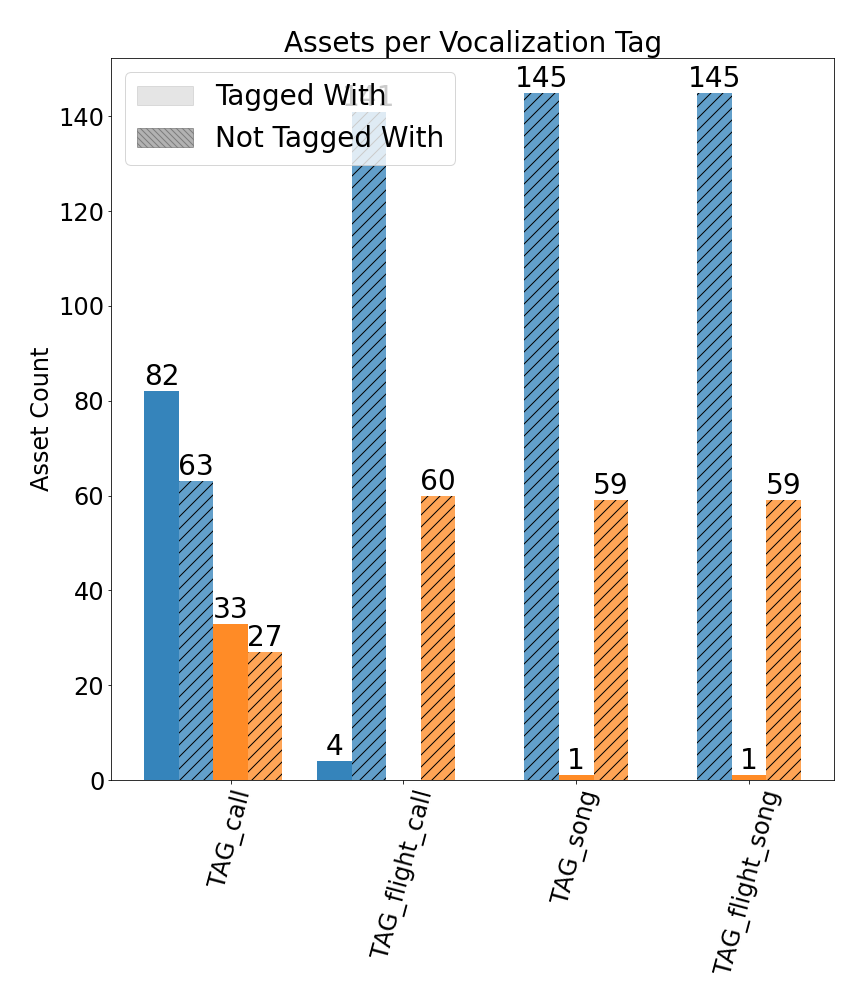 Assets per Vocalization Tag
Tagged With
Not Tagged With
141
145
145
82
63
33
27
4
60
1
59
1
59
Asset Count
140
120
100
80
60
40
20
0
TAG_call
TAG_flight_call
TAG_song
TAG_flight_song